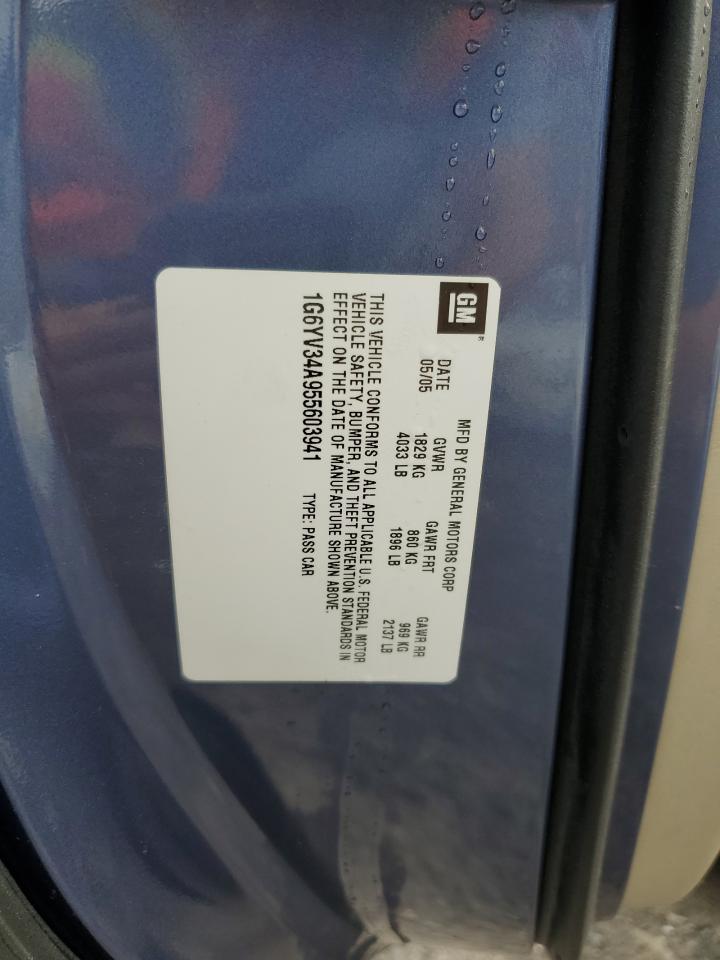 GM®
MFD BY GENERAL MOTORS CORP
DATE GVWR GAWR FRT GAWR RR
05/05 1829 KG 860 KG 969 KG
4033 LB 1896 LB 2137 LB
THIS VEHICLE CONFORMS TO ALL APPLICABLE U.S. FEDERAL MOTOR
VEHICLE SAFETY, BUMPER, AND THEFT PREVENTION STANDARDS IN
EFFECT ON THE DATE OF MANUFACTURE SHOWN ABOVE.
1G6YV34A955603941 TYPE: PASS CAR